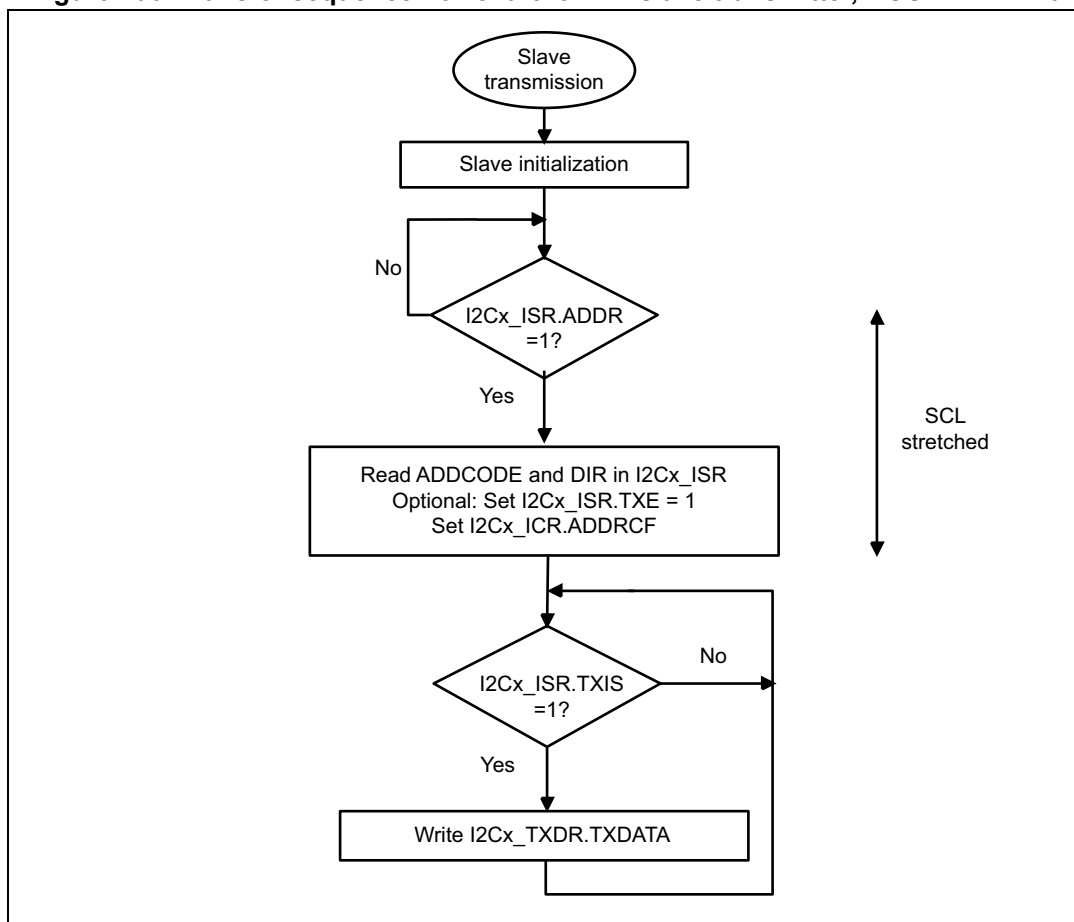 Slave
transmission
Slave initialization
No
I2Cx_ISR.ADDR
=1?
Yes
SCL
stretched
Read ADDCODE and DIR in I2Cx_ISR
Optional: Set I2Cx_ISR.TXE = 1
Set I2Cx_ICR.ADDRCF
No
I2Cx_ISR.TXIS
=1?
Yes
Write I2Cx_TXDR.TXDATA